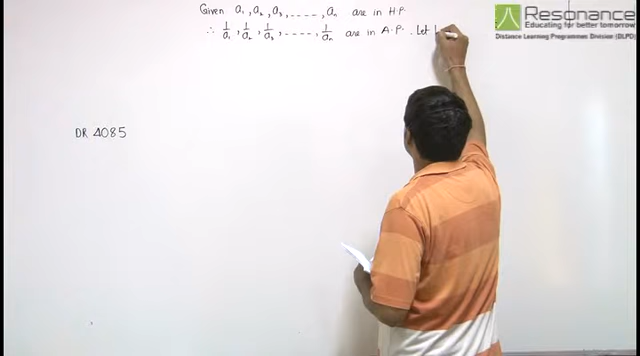 Given a₁, a₂, a₃, ....., aₙ are in H.P.
∴ 1/a₁, 1/a₂, 1/a₃, ....., 1/aₙ are in A.P. Let
DR 4085
Resonance
Educating for better tomorrow
Distance Learning Programmes Division (DLPD)